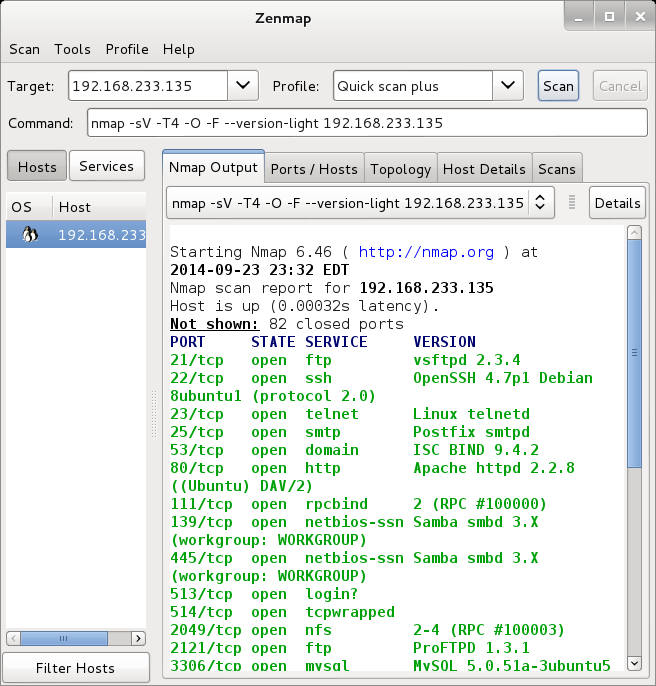 Zenmap
Scan Tools Profile Help
Target: 192.168.233.135 Profile: Quick scan plus Scan Cancel
Command: nmap -sV -T4 -O -F --version-light 192.168.233.135
Hosts Services
Nmap Output Ports / Hosts Topology Host Details Scans
OS Host
192.168.233
nmap -sV -T4 -O -F --version-light 192.168.233.135 Details
Starting Nmap 6.46 ( http://nmap.org ) at
2014-09-23 23:32 EDT
Nmap scan report for 192.168.233.135
Host is up (0.00032s latency).
Not shown: 82 closed ports
PORT STATE SERVICE VERSION
21/tcp open ftp vsftpd 2.3.4
22/tcp open ssh OpenSSH 4.7p1 Debian
8ubuntu1 (protocol 2.0)
23/tcp open telnet Linux telnetd
25/tcp open smtp Postfix smtpd
53/tcp open domain ISC BIND 9.4.2
80/tcp open http Apache httpd 2.2.8
((Ubuntu) DAV/2)
111/tcp open rpcbind 2 (RPC #100000)
139/tcp open netbios-ssn Samba smbd 3.X
(workgroup: WORKGROUP)
445/tcp open netbios-ssn Samba smbd 3.X
(workgroup: WORKGROUP)
513/tcp open login?
514/tcp open tcpwrapped
2049/tcp open nfs 2-4 (RPC #100003)
2121/tcp open ftp ProFTPD 1.3.1
3306/tcp open mysql MySQL 5.0.51a-3ubuntu5
Filter Hosts